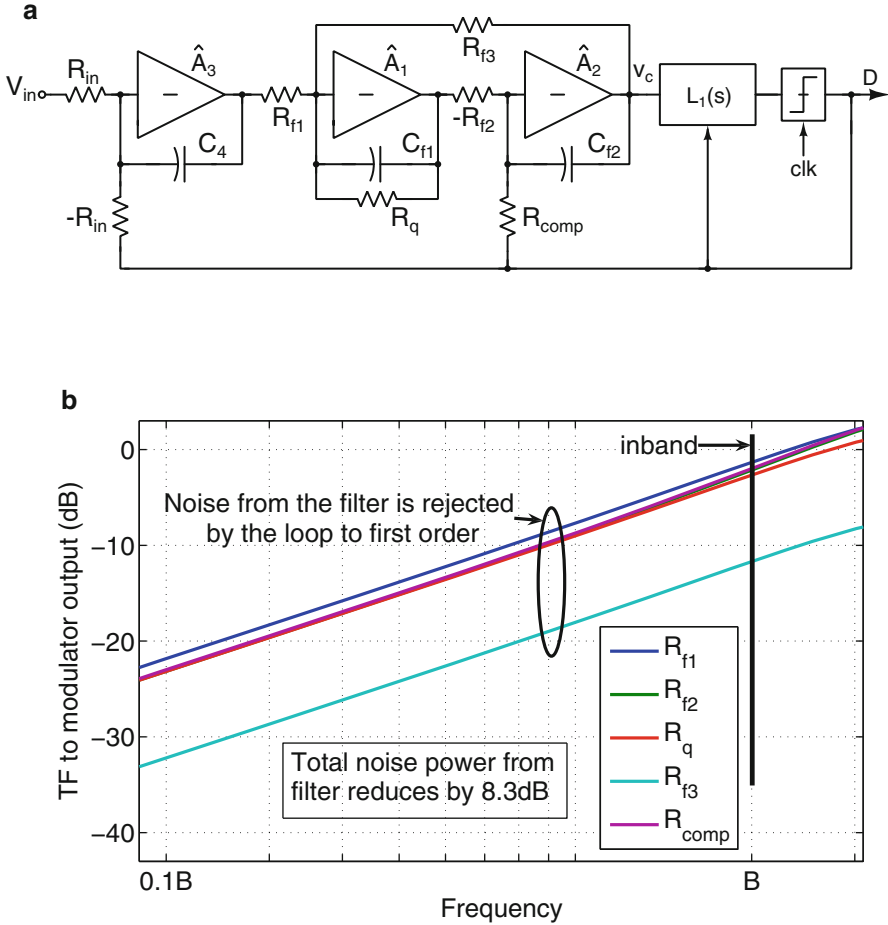 a
V_in
R_in
-R_in
Â_3
C_4
R_f1
Â_1
C_f1
R_q
R_f3
-R_f2
Â_2
C_f2
R_comp
v_c
L_1(s)
clk
D
b
TF to modulator output (dB)
0
−10
−20
−30
−40
inband
Noise from the filter is rejected
by the loop to first order
Total noise power from
filter reduces by 8.3dB
R_f1
R_f2
R_q
R_f3
R_comp
0.1B
B
Frequency